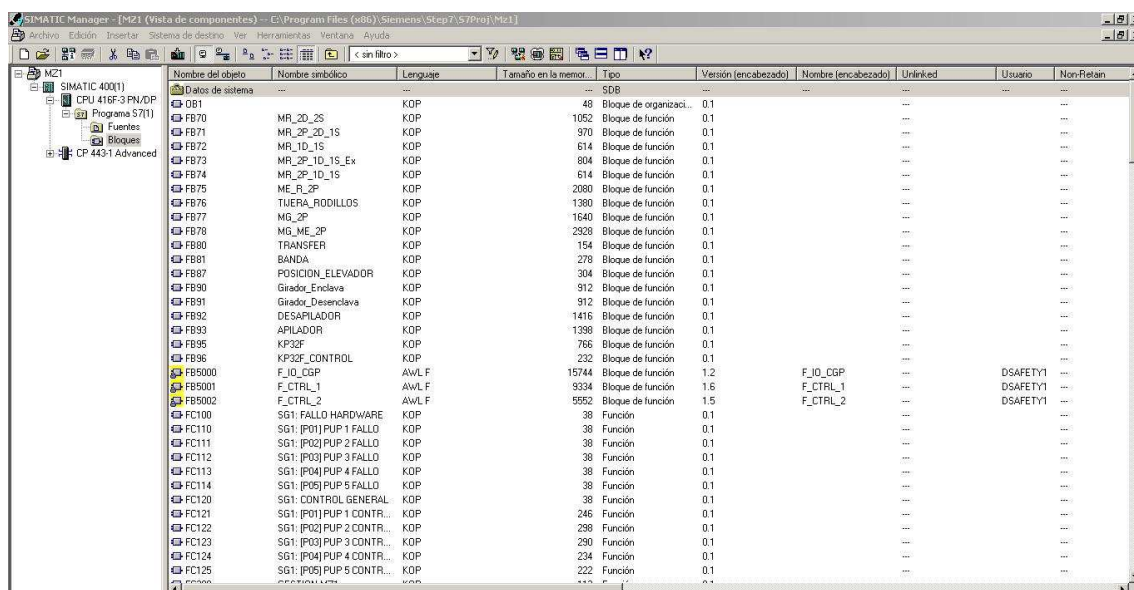 SIMATIC Manager - [MZ1 (Vista de componentes) -- C:\Program Files (x86)\Siemens\Step7\S7Proj\Mz1]
Archivo Edición Insertar Sistema de destino Ver Herramientas Ventana Ayuda
< sin filtro >
MZ1
SIMATIC 400(1)
CPU 416F-3 PN/DP
Programa S7(1)
Fuentes
Bloques
CP 443-1 Advanced
Nombre del objeto Nombre simbólico Lenguaje Tamaño en la memor... Tipo Versión (encabezado) Nombre (encabezado) Unlinked Usuario Non-Retain
Datos de sistema --- --- --- SDB --- --- --- --- ---
OB1 KOP 48 Bloque de organizaci... 0.1 --- ---
FB70 MR_2D_2S KOP 1052 Bloque de función 0.1 --- ---
FB71 MR_2P_2D_1S KOP 970 Bloque de función 0.1 --- ---
FB72 MR_1D_1S KOP 614 Bloque de función 0.1 --- ---
FB73 MR_2P_1D_1S_Ex KOP 804 Bloque de función 0.1 --- ---
FB74 MR_2P_1D_1S KOP 614 Bloque de función 0.1 --- ---
FB75 ME_R_2P KOP 2080 Bloque de función 0.1 --- ---
FB76 TIJERA_RODILLOS KOP 1380 Bloque de función 0.1 --- ---
FB77 MG_2P KOP 1640 Bloque de función 0.1 --- ---
FB78 MG_ME_2P KOP 2928 Bloque de función 0.1 --- ---
FB80 TRANSFER KOP 154 Bloque de función 0.1 --- ---
FB81 BANDA KOP 278 Bloque de función 0.1 --- ---
FB87 POSICION_ELEVADOR KOP 304 Bloque de función 0.1 --- ---
FB90 Girador_Enclava KOP 912 Bloque de función 0.1 --- ---
FB91 Girador_Desenclava KOP 912 Bloque de función 0.1 --- ---
FB92 DESAPILADOR KOP 1416 Bloque de función 0.1 --- ---
FB93 APILADOR KOP 1398 Bloque de función 0.1 --- ---
FB95 KP32F KOP 766 Bloque de función 0.1 --- ---
FB96 KP32F_CONTROL KOP 232 Bloque de función 0.1 --- ---
FB5000 F_IO_CGP AWL F 15744 Bloque de función 1.2 F_IO_CGP --- DSAFETY1 ---
FB5001 F_CTRL_1 AWL F 9334 Bloque de función 1.6 F_CTRL_1 --- DSAFETY1 ---
FB5002 F_CTRL_2 AWL F 5552 Bloque de función 1.5 F_CTRL_2 --- DSAFETY1 ---
FC100 SG1: FALLO HARDWARE KOP 38 Función 0.1 --- ---
FC110 SG1: [P01] PUP 1 FALLO KOP 38 Función 0.1 --- ---
FC111 SG1: [P02] PUP 2 FALLO KOP 38 Función 0.1 --- ---
FC112 SG1: [P03] PUP 3 FALLO KOP 38 Función 0.1 --- ---
FC113 SG1: [P04] PUP 4 FALLO KOP 38 Función 0.1 --- ---
FC114 SG1: [P05] PUP 5 FALLO KOP 38 Función 0.1 --- ---
FC120 SG1: CONTROL GENERAL KOP 38 Función 0.1 --- ---
FC121 SG1: [P01] PUP 1 CONTR... KOP 246 Función 0.1 --- ---
FC122 SG1: [P02] PUP 2 CONTR... KOP 298 Función 0.1 --- ---
FC123 SG1: [P03] PUP 3 CONTR... KOP 290 Función 0.1 --- ---
FC124 SG1: [P04] PUP 4 CONTR... KOP 234 Función 0.1 --- ---
FC125 SG1: [P05] PUP 5 CONTR... KOP 222 Función 0.1 --- ---